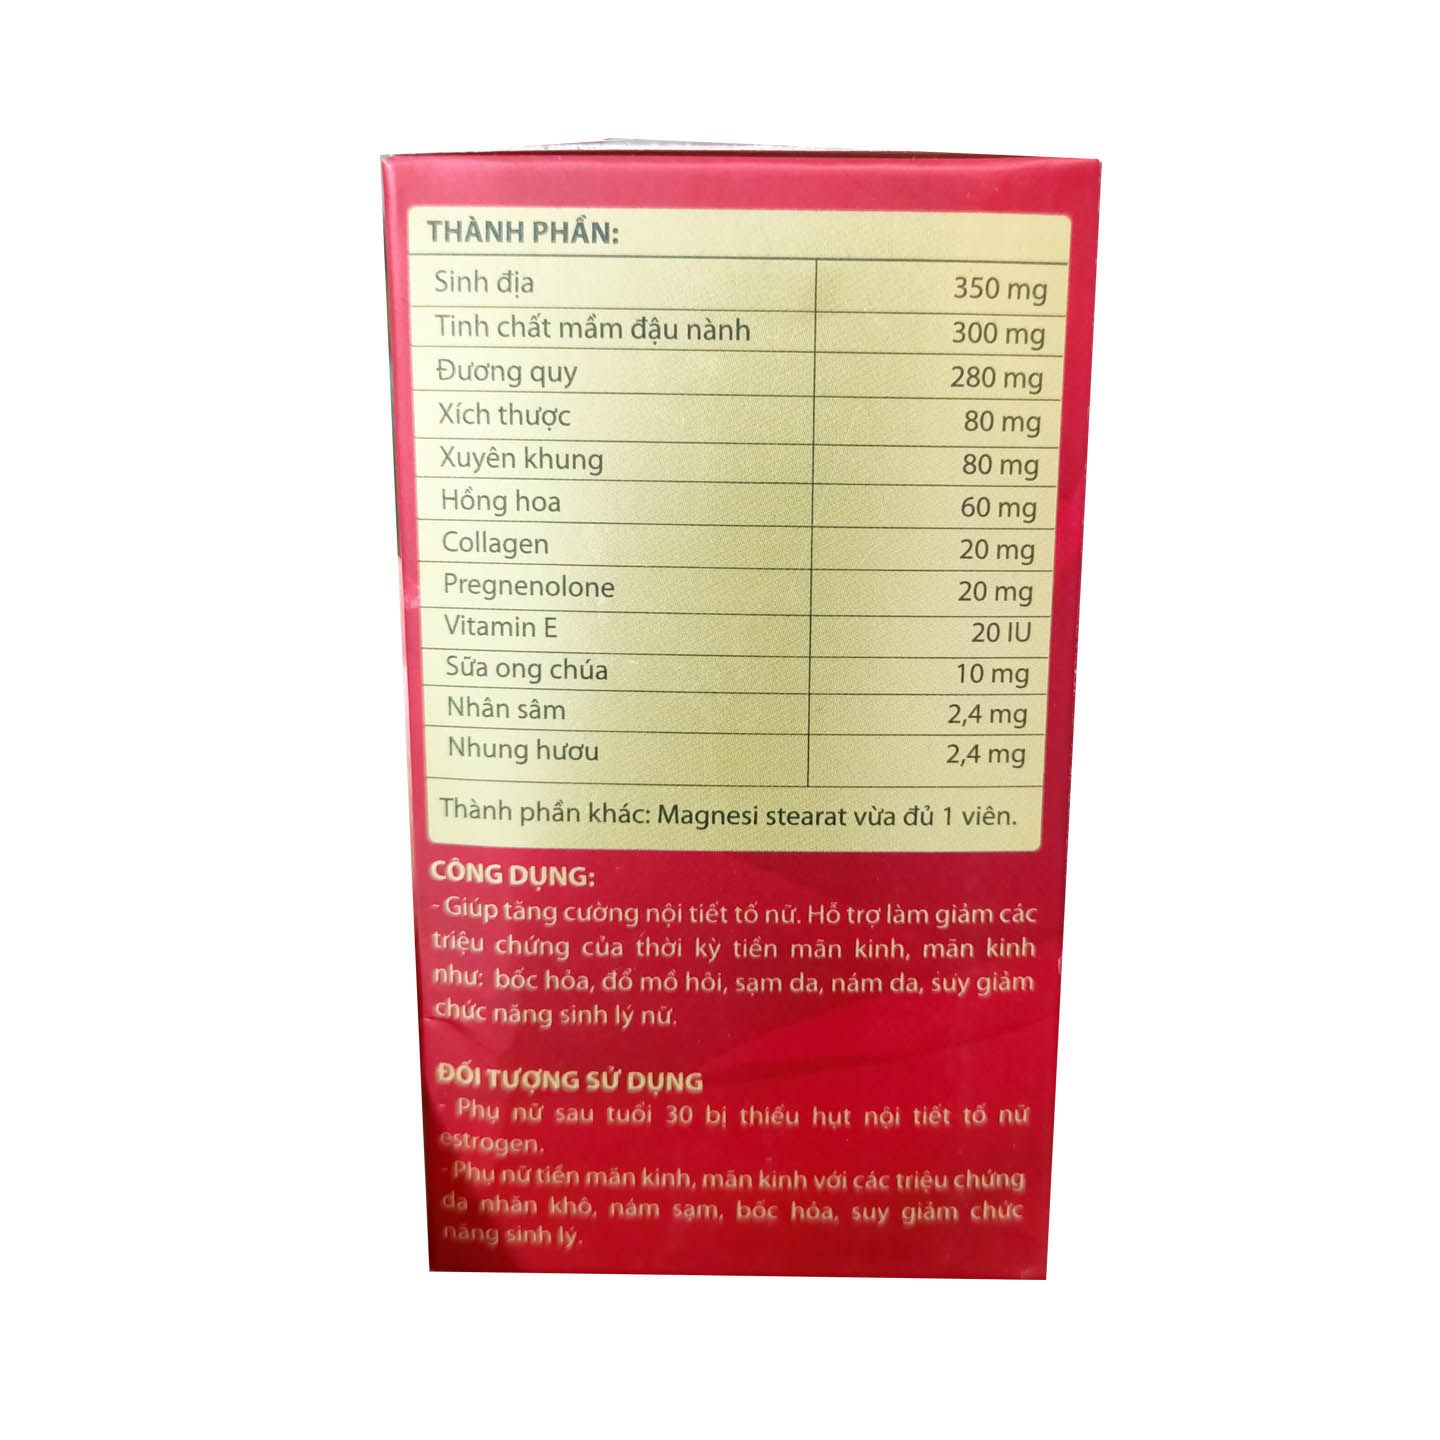 THÀNH PHẦN:
Sinh địa 350 mg
Tinh chất mầm đậu nành 300 mg
Đương quy 280 mg
Xích thược 80 mg
Xuyên khung 80 mg
Hồng hoa 60 mg
Collagen 20 mg
Pregnenolone 20 mg
Vitamin E 20 IU
Sữa ong chúa 10 mg
Nhân sâm 2,4 mg
Nhung hươu 2,4 mg
Thành phần khác: Magnesi stearat vừa đủ 1 viên.
CÔNG DỤNG:
- Giúp tăng cường nội tiết tố nữ. Hỗ trợ làm giảm các
triệu chứng của thời kỳ tiền mãn kinh, mãn kinh
như: bốc hỏa, đổ mồ hôi, sạm da, nám da, suy giảm
chức năng sinh lý nữ.
ĐỐI TƯỢNG SỬ DỤNG
- Phụ nữ sau tuổi 30 bị thiếu hụt nội tiết tố nữ
estrogen.
- Phụ nữ tiền mãn kinh, mãn kinh với các triệu chứng
da nhăn khô, nám sạm, bốc hỏa, suy giảm chức
năng sinh lý.